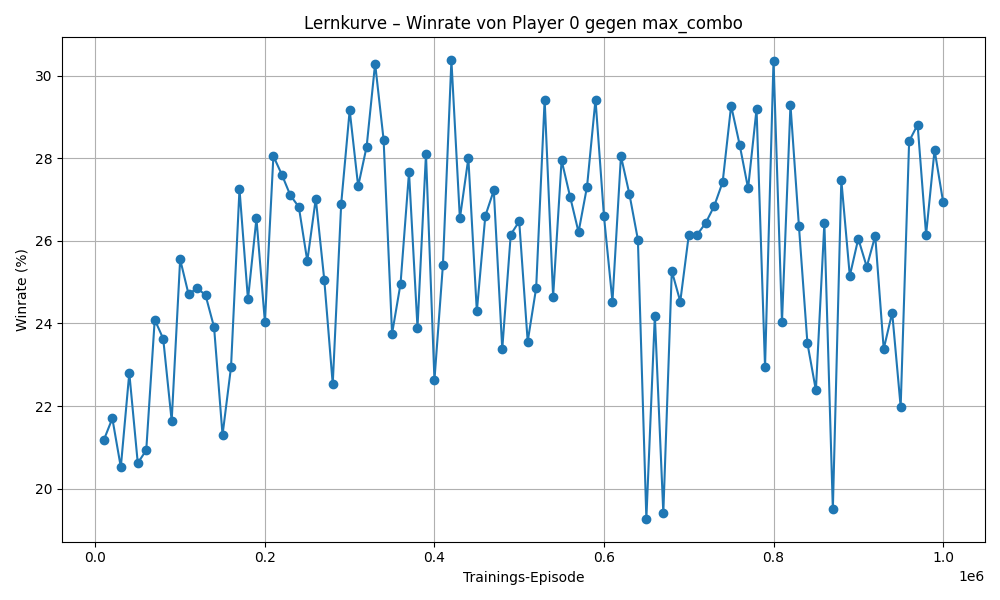 Lernkurve – Winrate von Player 0 gegen max_combo
30
28
26
24
22
20
Winrate (%)
0.0 0.2 0.4 0.6 0.8 1.0
1e6
Trainings-Episode